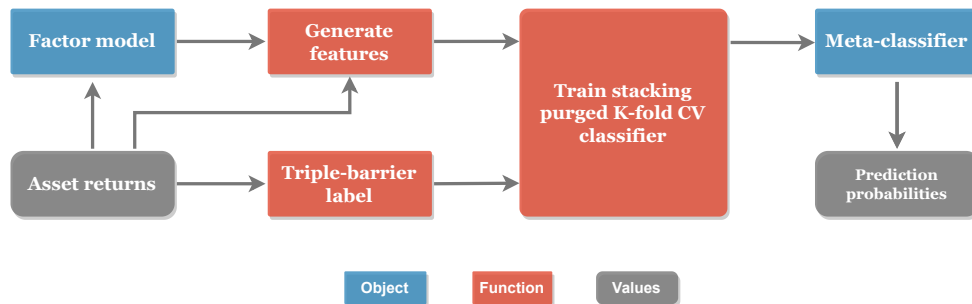 Factor model
Generate
features
Train stacking
purged K-fold CV
classifier
Meta-classifier
Asset returns
Triple-barrier
label
Prediction
probabilities
Object
Function
Values